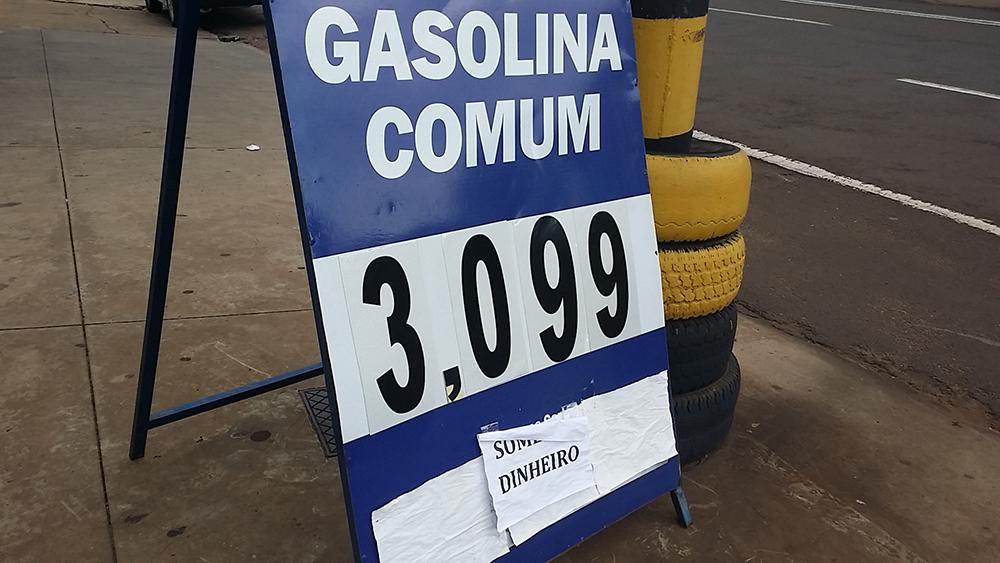 GASOLINA
COMUM
3,099
DINHEIRO